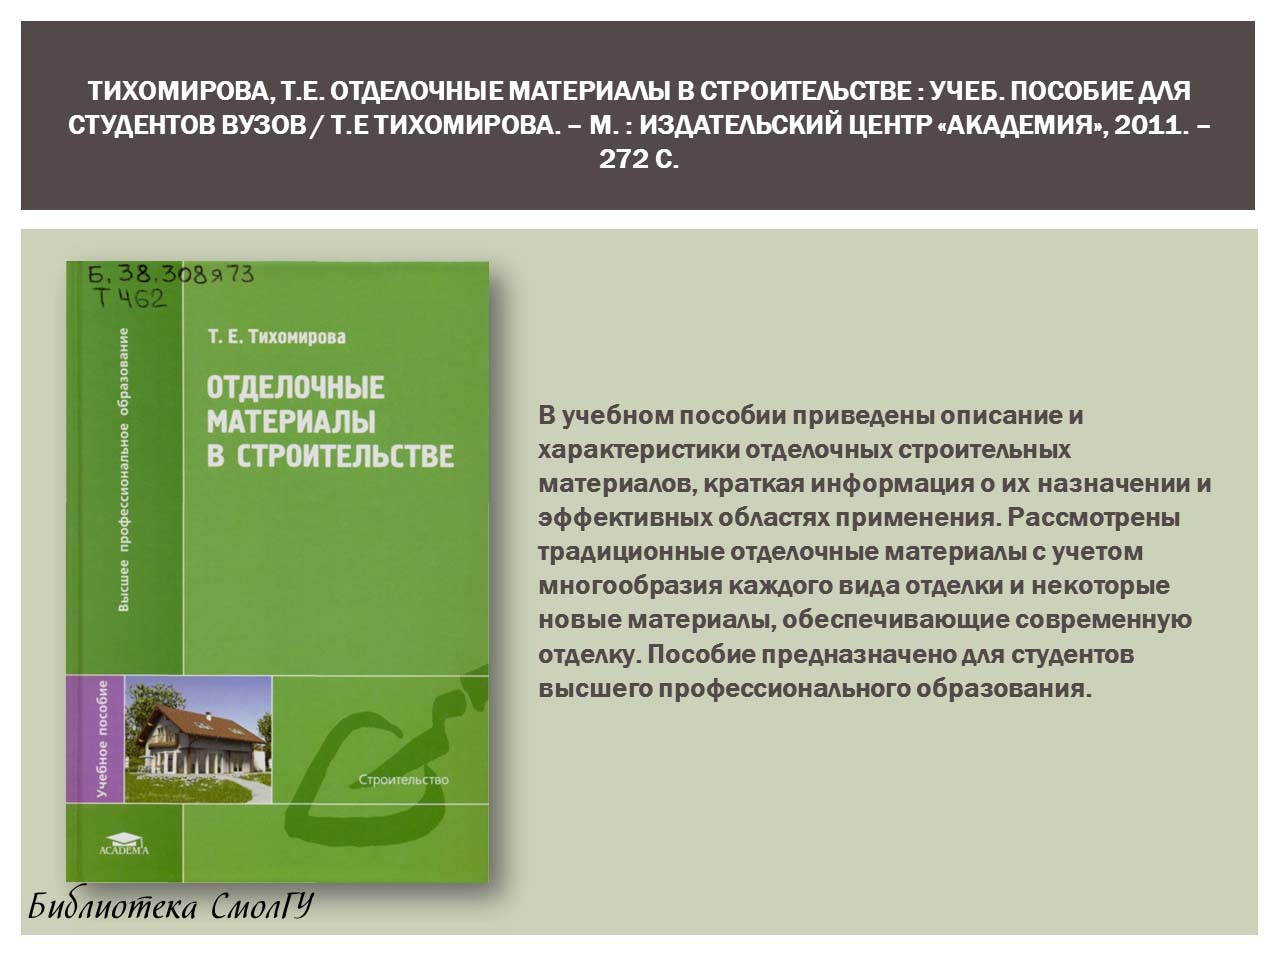 ТИХОМИРОВА, Т.Е. ОТДЕЛОЧНЫЕ МАТЕРИАЛЫ В СТРОИТЕЛЬСТВЕ : УЧЕБ. ПОСОБИЕ ДЛЯ
СТУДЕНТОВ ВУЗОВ / Т.Е ТИХОМИРОВА. – М. : ИЗДАТЕЛЬСКИЙ ЦЕНТР «АКАДЕМИЯ», 2011. –
272 С.
Б, 38.308я73
Т 462
Т. Е. Тихомирова
ОТДЕЛОЧНЫЕ
МАТЕРИАЛЫ
В СТРОИТЕЛЬСТВЕ
Высшее профессиональное образование
Учебное пособие
Строительство
ACADEMA
В учебном пособии приведены описание и
характеристики отделочных строительных
материалов, краткая информация о их назначении и
эффективных областях применения. Рассмотрены
традиционные отделочные материалы с учетом
многообразия каждого вида отделки и некоторые
новые материалы, обеспечивающие современную
отделку. Пособие предназначено для студентов
высшего профессионального образования.
Библиотека СмолГУ